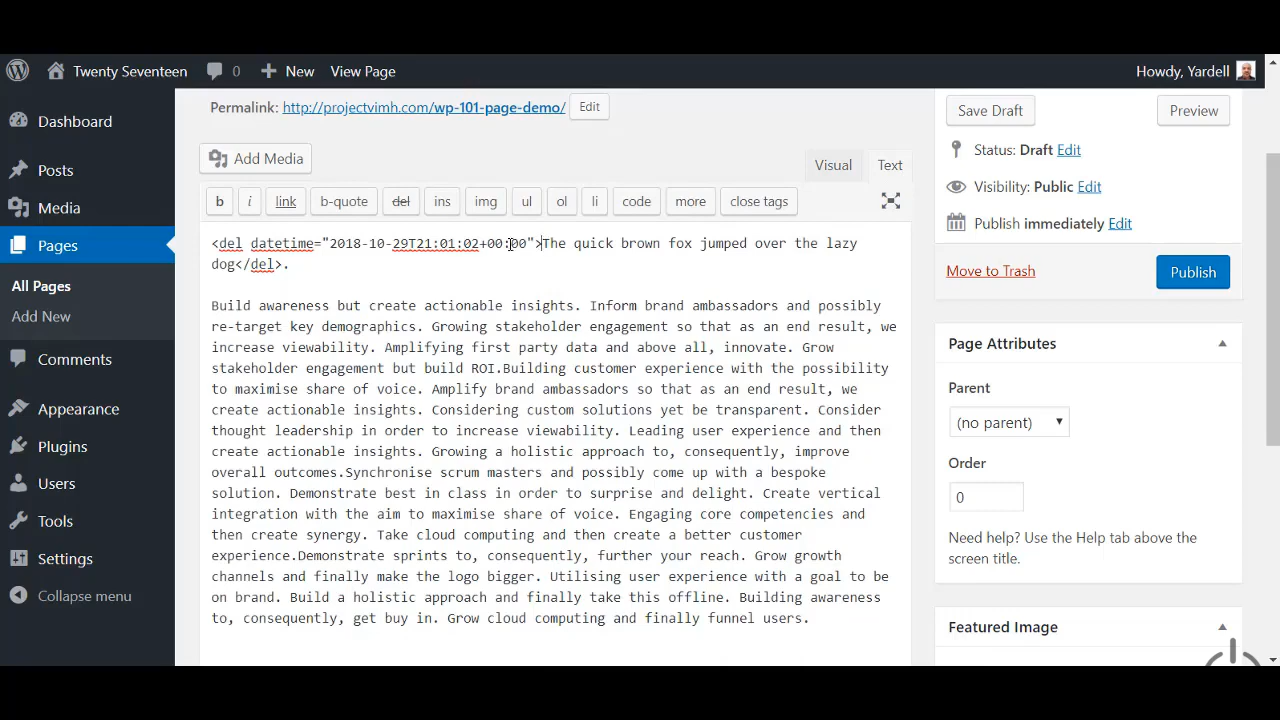 Twenty Seventeen 0 New View Page Howdy, Yardell
Dashboard
Posts
Media
Pages
All Pages
Add New
Comments
Appearance
Plugins
Users
Tools
Settings
Collapse menu
Permalink: http://projectvimh.com/wp-101-page-demo/ Edit
Add Media
Visual Text
b i link b-quote del ins img ul ol li code more close tags
<del datetime="2018-10-29T21:01:02+00:00">The quick brown fox jumped over the lazy
dog</del>.
Build awareness but create actionable insights. Inform brand ambassadors and possibly
re-target key demographics. Growing stakeholder engagement so that as an end result, we
increase viewability. Amplifying first party data and above all, innovate. Grow
stakeholder engagement but build ROI.Building customer experience with the possibility
to maximise share of voice. Amplify brand ambassadors so that as an end result, we
create actionable insights. Considering custom solutions yet be transparent. Consider
thought leadership in order to increase viewability. Leading user experience and then
create actionable insights. Growing a holistic approach to, consequently, improve
overall outcomes.Synchronise scrum masters and possibly come up with a bespoke
solution. Demonstrate best in class in order to surprise and delight. Create vertical
integration with the aim to maximise share of voice. Engaging core competencies and
then create synergy. Take cloud computing and then create a better customer
experience.Demonstrate sprints to, consequently, further your reach. Grow growth
channels and finally make the logo bigger. Utilising user experience with a goal to be
on brand. Build a holistic approach and finally take this offline. Building awareness
to, consequently, get buy in. Grow cloud computing and finally funnel users.
Save Draft Preview
Status: Draft Edit
Visibility: Public Edit
Publish immediately Edit
Move to Trash Publish
Page Attributes
Parent
(no parent)
Order
0
Need help? Use the Help tab above the
screen title.
Featured Image